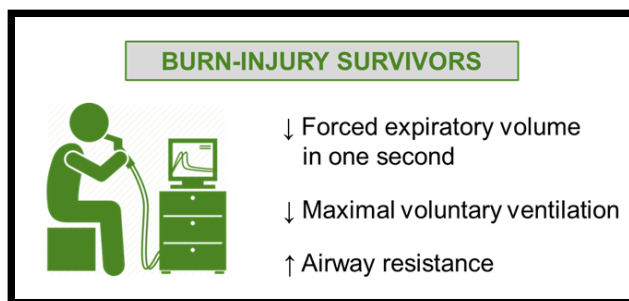 BURN-INJURY SURVIVORS
↓ Forced expiratory volume
in one second
↓ Maximal voluntary ventilation
↑ Airway resistance